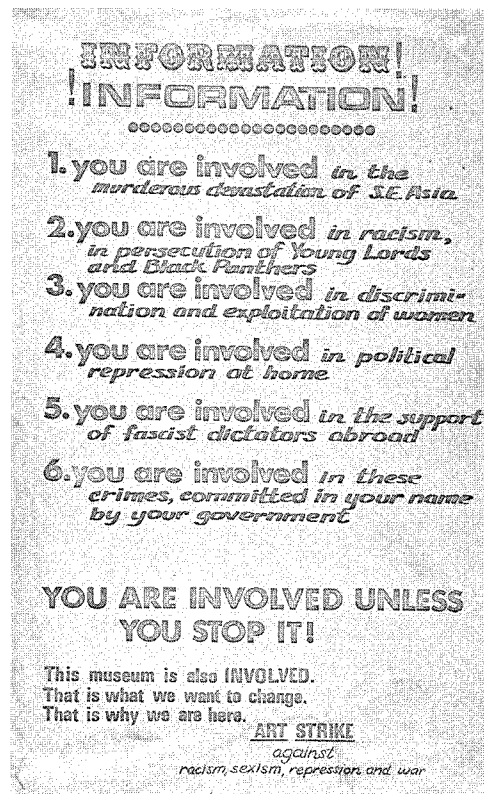 INFORMATION!
!INFORMATION!
1. you are involved in the
murderous devastation of S.E. Asia
2. you are involved in racism,
in persecution of Young Lords
and Black Panthers
3. you are involved in discrimi-
nation and exploitation of women
4. you are involved in political
repression at home
5. you are involved in the support
of fascist dictators abroad
6. you are involved in these
crimes, committed in your name
by your government
YOU ARE INVOLVED UNLESS
YOU STOP IT!
This museum is also INVOLVED.
That is what we want to change.
That is why we are here.
ART STRIKE
against
racism, sexism, repression and war